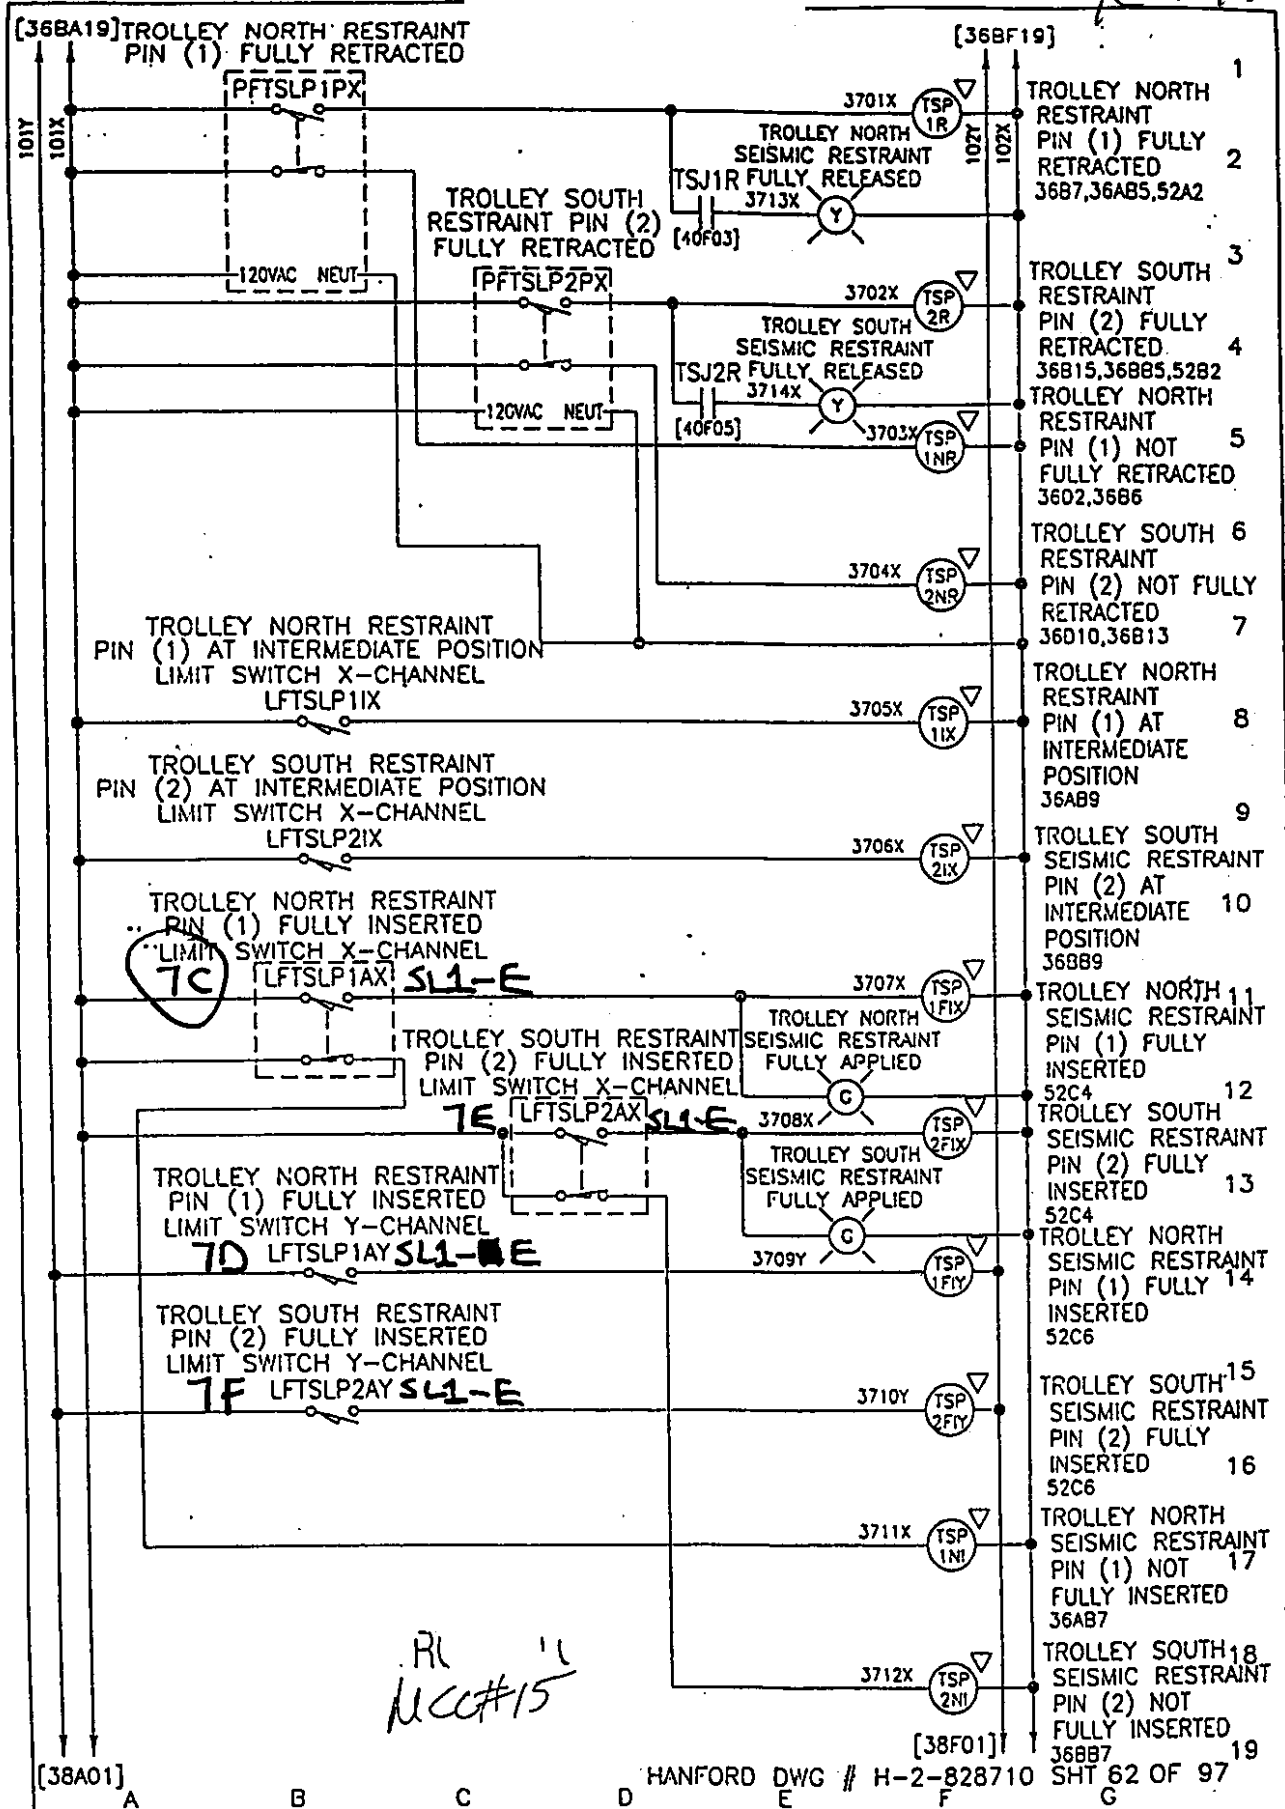 [36BA19] TROLLEY NORTH RESTRAINT
PIN (1) FULLY RETRACTED
[36BF19]
101Y
101X
PFTSLP1PX
3701X
TSP
1R
102Y
102X
1
TROLLEY NORTH
RESTRAINT
PIN (1) FULLY
RETRACTED
2
36B7,36AB5,52A2
TROLLEY NORTH
SEISMIC RESTRAINT
FULLY RELEASED
TSJ1R
3713X
Y
[40F03]
120VAC NEUT
TROLLEY SOUTH
RESTRAINT PIN (2)
FULLY RETRACTED
PFTSLP2PX
3702X
TSP
2R
3
TROLLEY SOUTH
RESTRAINT
PIN (2) FULLY
RETRACTED
4
36B15,36BB5,52B2
TROLLEY SOUTH
SEISMIC RESTRAINT
FULLY RELEASED
TSJ2R
3714X
Y
[40F05]
120VAC NEUT
3703X
TSP
1NR
TROLLEY NORTH
RESTRAINT
PIN (1) NOT
FULLY RETRACTED
5
36D2,36B6
3704X
TSP
2NR
TROLLEY SOUTH
6
RESTRAINT
PIN (2) NOT FULLY
RETRACTED
7
36D10,36B13
TROLLEY NORTH RESTRAINT
PIN (1) AT INTERMEDIATE POSITION
LIMIT SWITCH X-CHANNEL
LFTSLP1IX
3705X
TSP
1IX
TROLLEY NORTH
RESTRAINT
PIN (1) AT
INTERMEDIATE
POSITION
8
36AB9
TROLLEY SOUTH RESTRAINT
PIN (2) AT INTERMEDIATE POSITION
LIMIT SWITCH X-CHANNEL
LFTSLP2IX
3706X
TSP
2IX
9
TROLLEY SOUTH
SEISMIC RESTRAINT
PIN (2) AT
INTERMEDIATE
POSITION
10
36BB9
TROLLEY NORTH RESTRAINT
PIN (1) FULLY INSERTED
LIMIT SWITCH X-CHANNEL
7C
LFTSLP1AX
SL1-E
3707X
TSP
1FIX
TROLLEY NORTH
11
SEISMIC RESTRAINT
PIN (1) FULLY
INSERTED
52C4
12
TROLLEY NORTH
SEISMIC RESTRAINT
FULLY APPLIED
G
TROLLEY SOUTH RESTRAINT
PIN (2) FULLY INSERTED
LIMIT SWITCH X-CHANNEL
7E
LFTSLP2AX
SL1-E
3708X
TSP
2FIX
TROLLEY SOUTH
SEISMIC RESTRAINT
PIN (2) FULLY
INSERTED
13
52C4
TROLLEY SOUTH
SEISMIC RESTRAINT
FULLY APPLIED
G
TROLLEY NORTH RESTRAINT
PIN (1) FULLY INSERTED
LIMIT SWITCH Y-CHANNEL
7D
LFTSLP1AY
SL1-E
3709Y
TSP
1FIY
TROLLEY NORTH
SEISMIC RESTRAINT
PIN (1) FULLY
14
INSERTED
52C6
TROLLEY SOUTH RESTRAINT
PIN (2) FULLY INSERTED
LIMIT SWITCH Y-CHANNEL
7F
LFTSLP2AY
SL1-E
3710Y
TSP
2FIY
TROLLEY SOUTH
15
SEISMIC RESTRAINT
PIN (2) FULLY
INSERTED
16
52C6
3711X
TSP
1NI
TROLLEY NORTH
SEISMIC RESTRAINT
PIN (1) NOT
17
FULLY INSERTED
36AB7
3712X
TSP
2NI
TROLLEY SOUTH
18
SEISMIC RESTRAINT
PIN (2) NOT
FULLY INSERTED
36BB7
19
MCC#15
[38A01]
[38F01]
HANFORD DWG # H-2-828710 SHT 62 OF 97
A B C D E F G